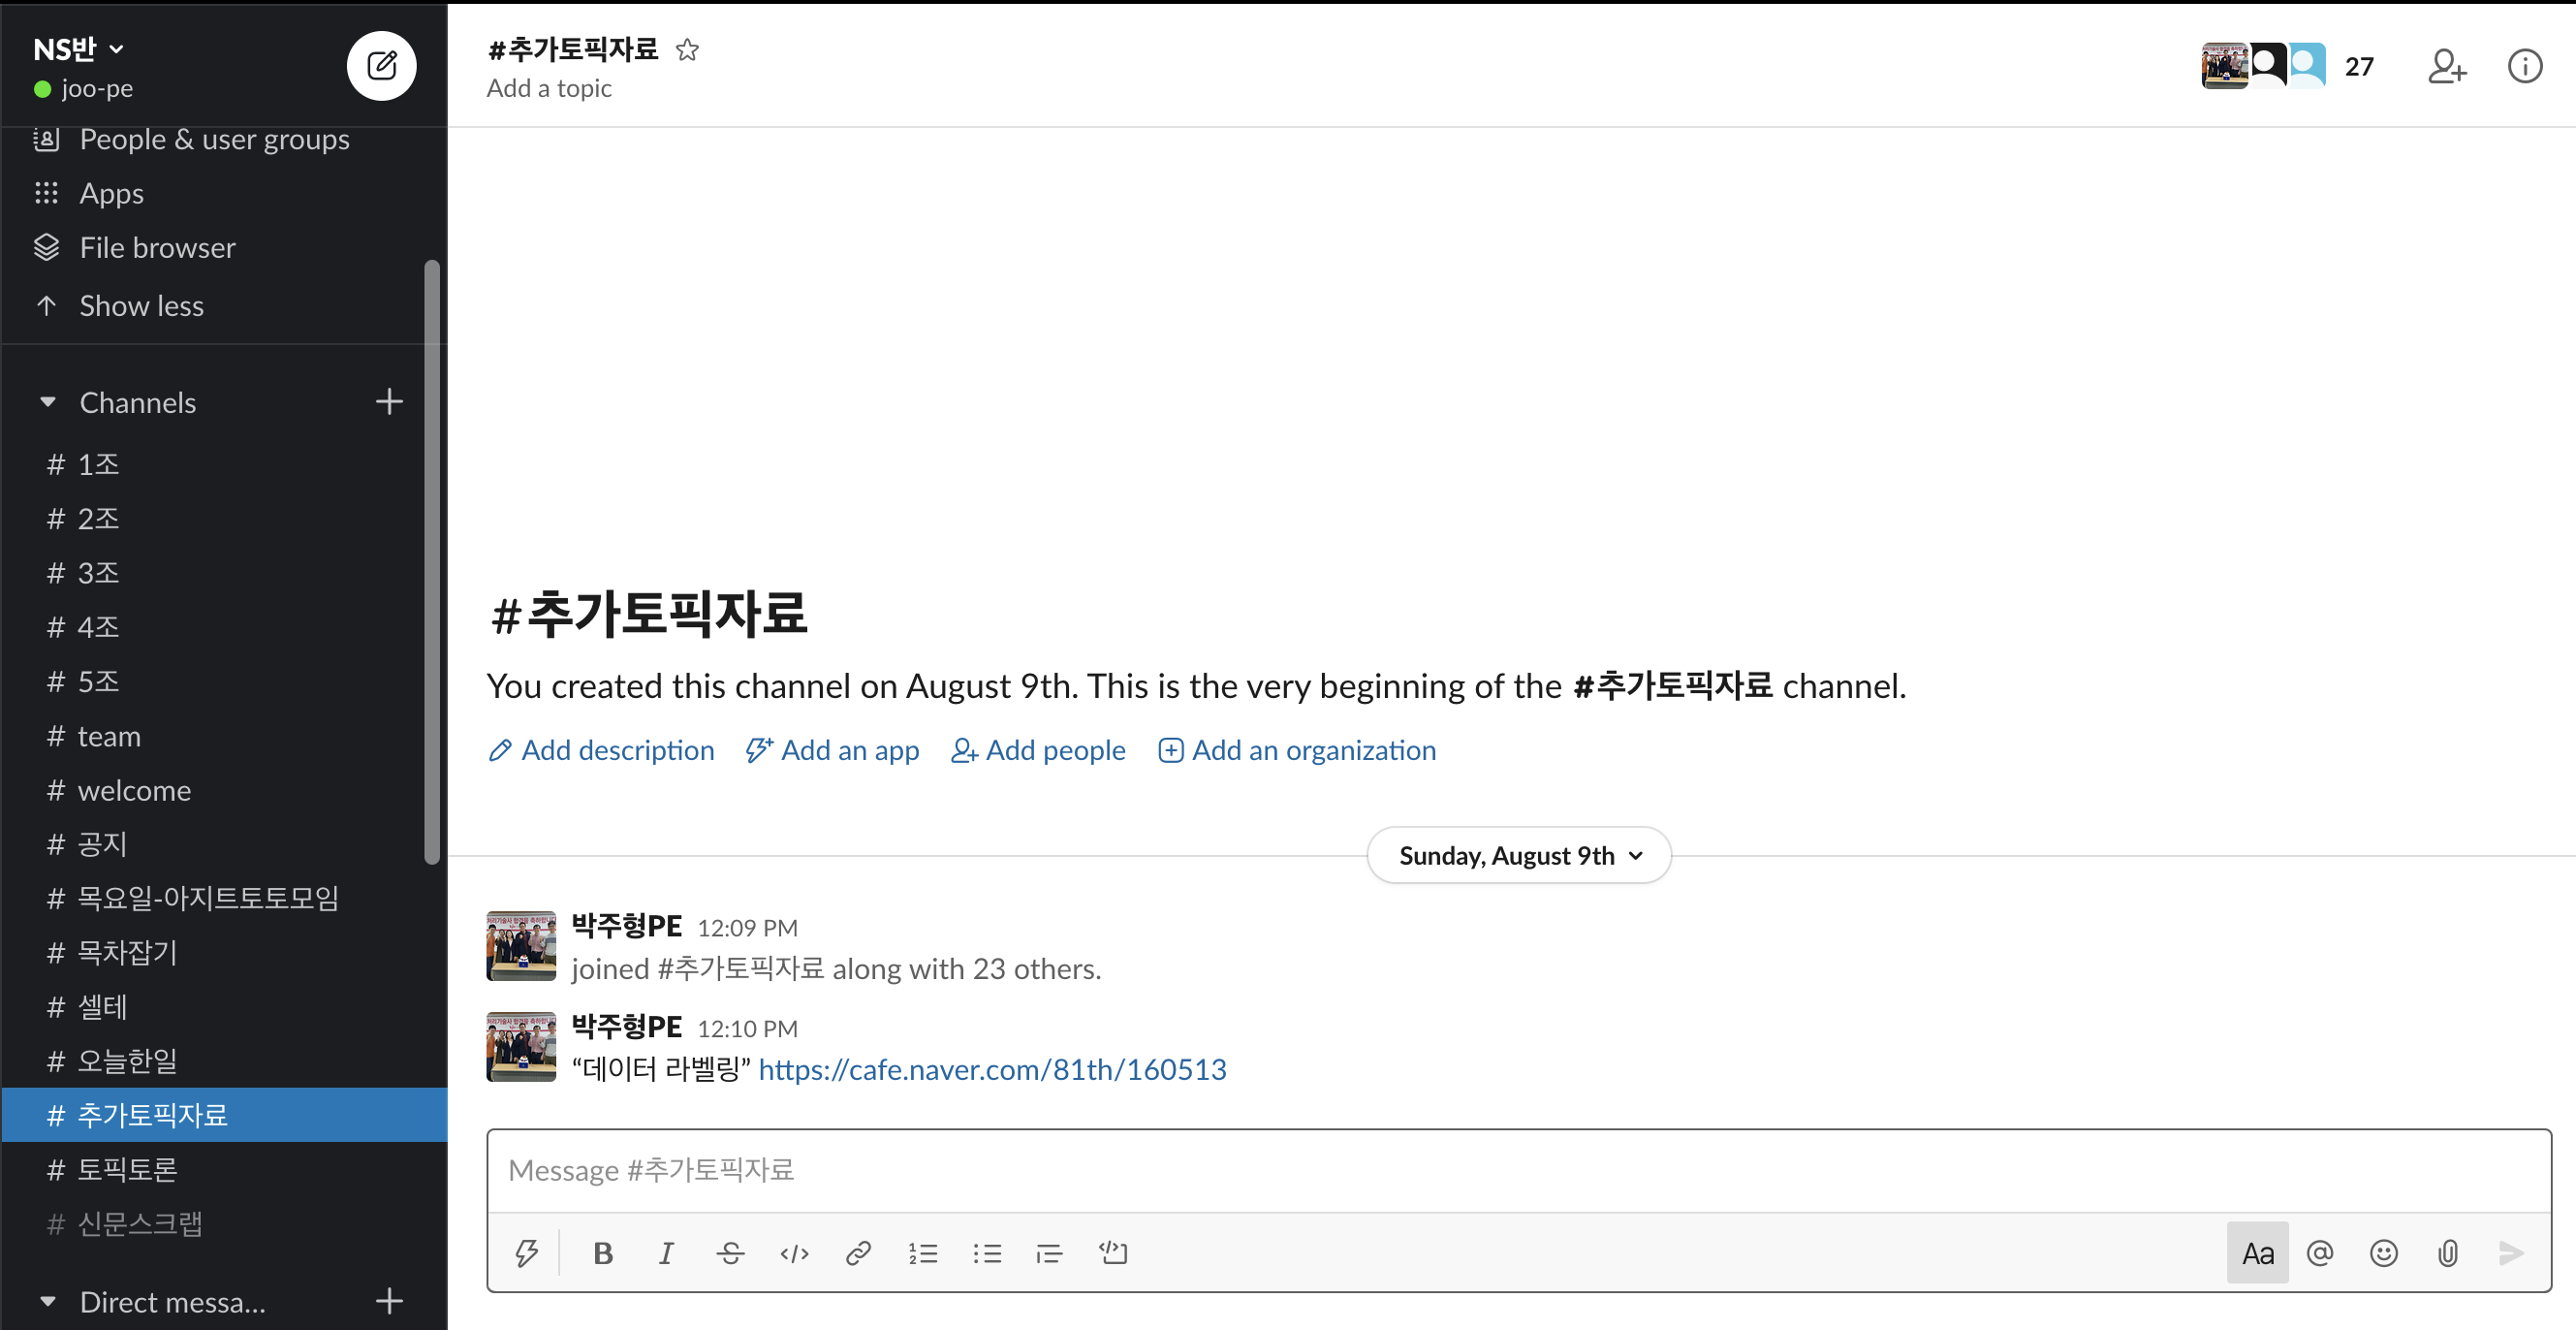 NS반
joo-pe
People & user groups
Apps
File browser
Show less
Channels
# 1조
# 2조
# 3조
# 4조
# 5조
# team
# welcome
# 공지
# 목요일-아지트토토모임
# 목차잡기
# 셀테
# 오늘한일
# 추가토픽자료
# 토픽토론
# 신문스크랩
Direct messa...
#추가토픽자료
Add a topic
27
#추가토픽자료
You created this channel on August 9th. This is the very beginning of the #추가토픽자료 channel.
Add description Add an app Add people Add an organization
Sunday, August 9th
박주형PE 12:09 PM
joined #추가토픽자료 along with 23 others.
박주형PE 12:10 PM
“데이터 라벨링” https://cafe.naver.com/81th/160513
Message #추가토픽자료
B I S </> Aa @